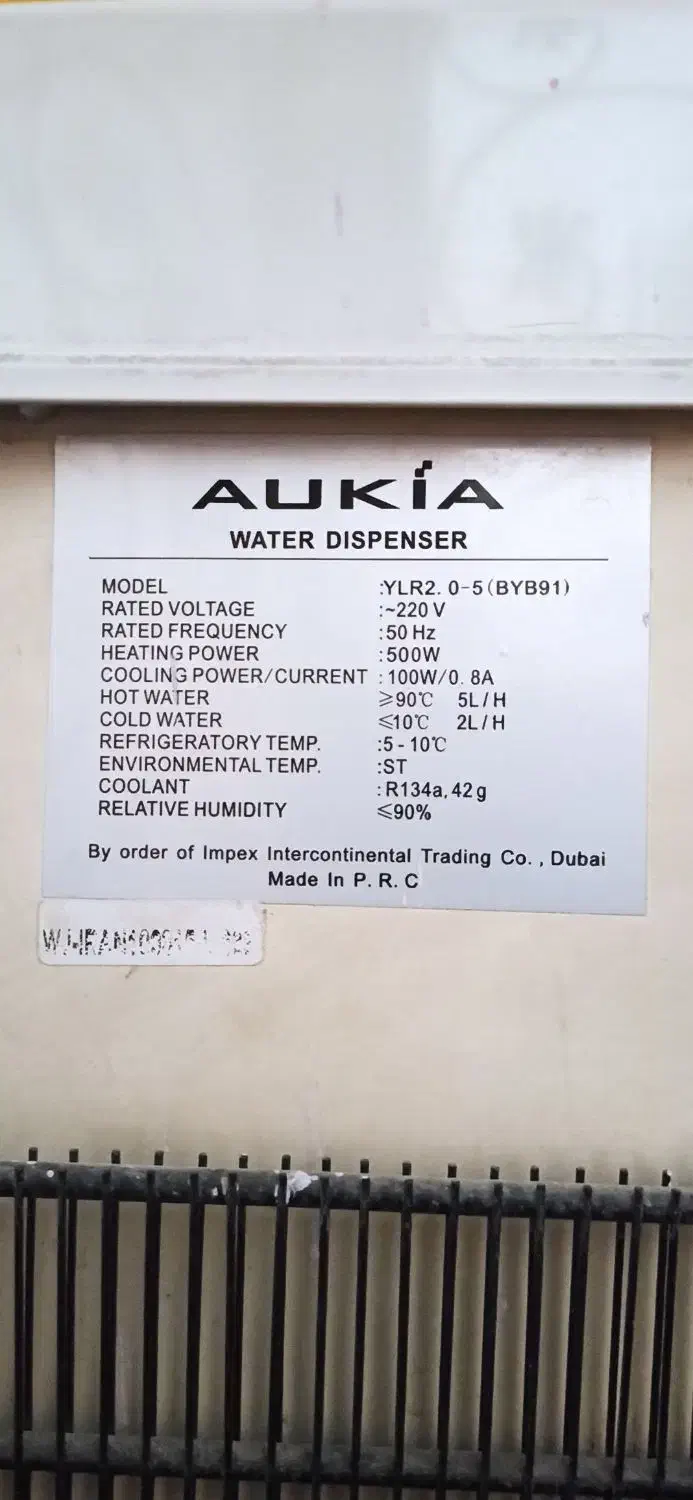 AUKIA
WATER DISPENSER
MODEL :YLR2.0-5(BYB91)
RATED VOLTAGE :~220 V
RATED FREQUENCY :50 Hz
HEATING POWER :500W
COOLING POWER/CURRENT :100W/0.8A
HOT WATER ≥90℃ 5L/H
COLD WATER ≤10℃ 2L/H
REFRIGERATORY TEMP. :5-10℃
ENVIRONMENTAL TEMP. :ST
COOLANT :R134a, 42g
RELATIVE HUMIDITY ≤90%
By order of Impex Intercontinental Trading Co., Dubai
Made In P.R.C